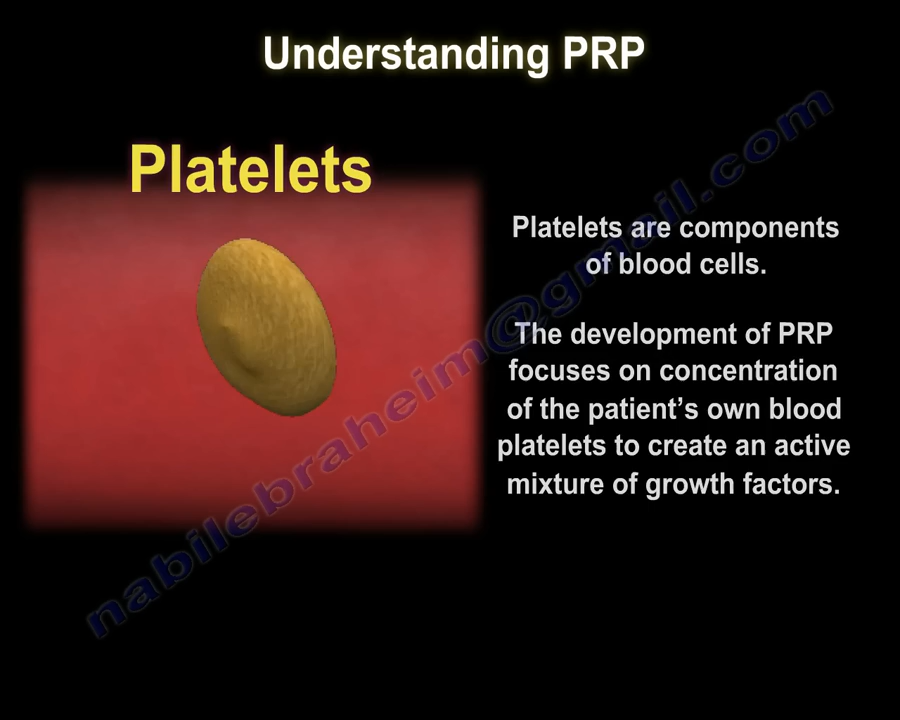 Understanding PRP
Platelets
Platelets are components
of blood cells.
The development of PRP
focuses on concentration
of the patient’s own blood
platelets to create an active
mixture of growth factors.
nabilebraheim@gmail.com